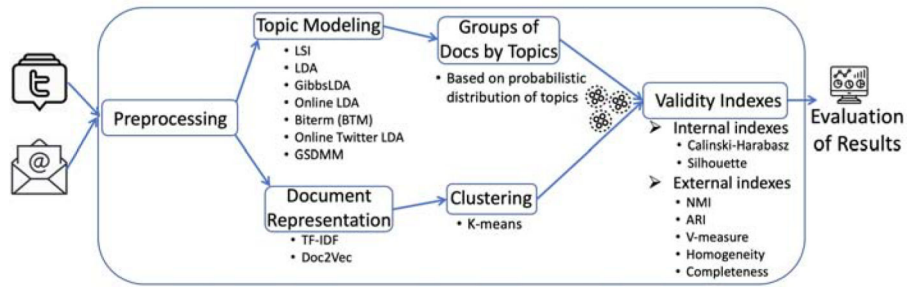 Preprocessing
Topic Modeling
• LSI
• LDA
• GibbsLDA
• Online LDA
• Biterm (BTM)
• Online Twitter LDA
• GSDMM
Groups of
Docs by Topics
• Based on probabilistic
distribution of topics
Document
Representation
• TF-IDF
• Doc2Vec
Clustering
• K-means
Validity Indexes
➢ Internal indexes
• Calinski-Harabasz
• Silhouette
➢ External indexes
• NMI
• ARI
• V-measure
• Homogeneity
• Completeness
Evaluation
of Results